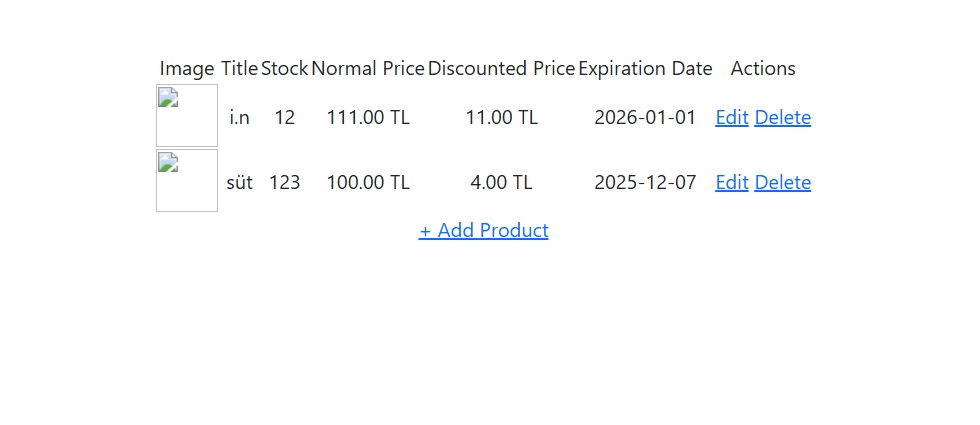 Image Title Stock Normal Price Discounted Price Expiration Date Actions
i.n 12 111.00 TL 11.00 TL 2026-01-01 Edit Delete
süt 123 100.00 TL 4.00 TL 2025-12-07 Edit Delete
+ Add Product